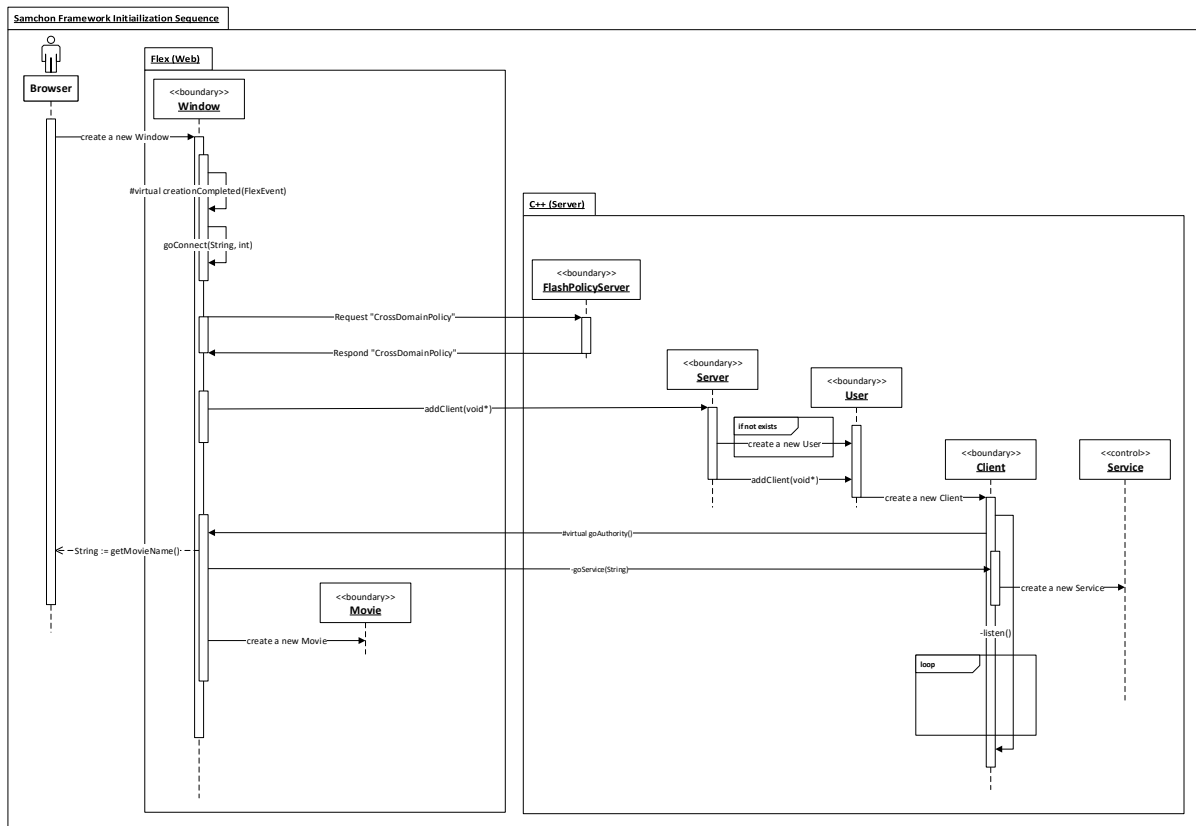 Samchon Framework Initiailization Sequence
Browser
Flex (Web)
<<boundary>>
Window
create a new Window
#virtual creationCompleted(FlexEvent)
goConnect(String, int)
C++ (Server)
<<boundary>>
FlashPolicyServer
Request "CrossDomainPolicy"
Respond "CrossDomainPolicy"
<<boundary>>
Server
<<boundary>>
User
addClient(void*)
if not exists
create a new User
addClient(void*)
<<boundary>>
Client
<<control>>
Service
create a new Client
#virtual goAuthority()
String := getMovieName()
-goService(String)
create a new Service
<<boundary>>
Movie
create a new Movie
-listen()
loop